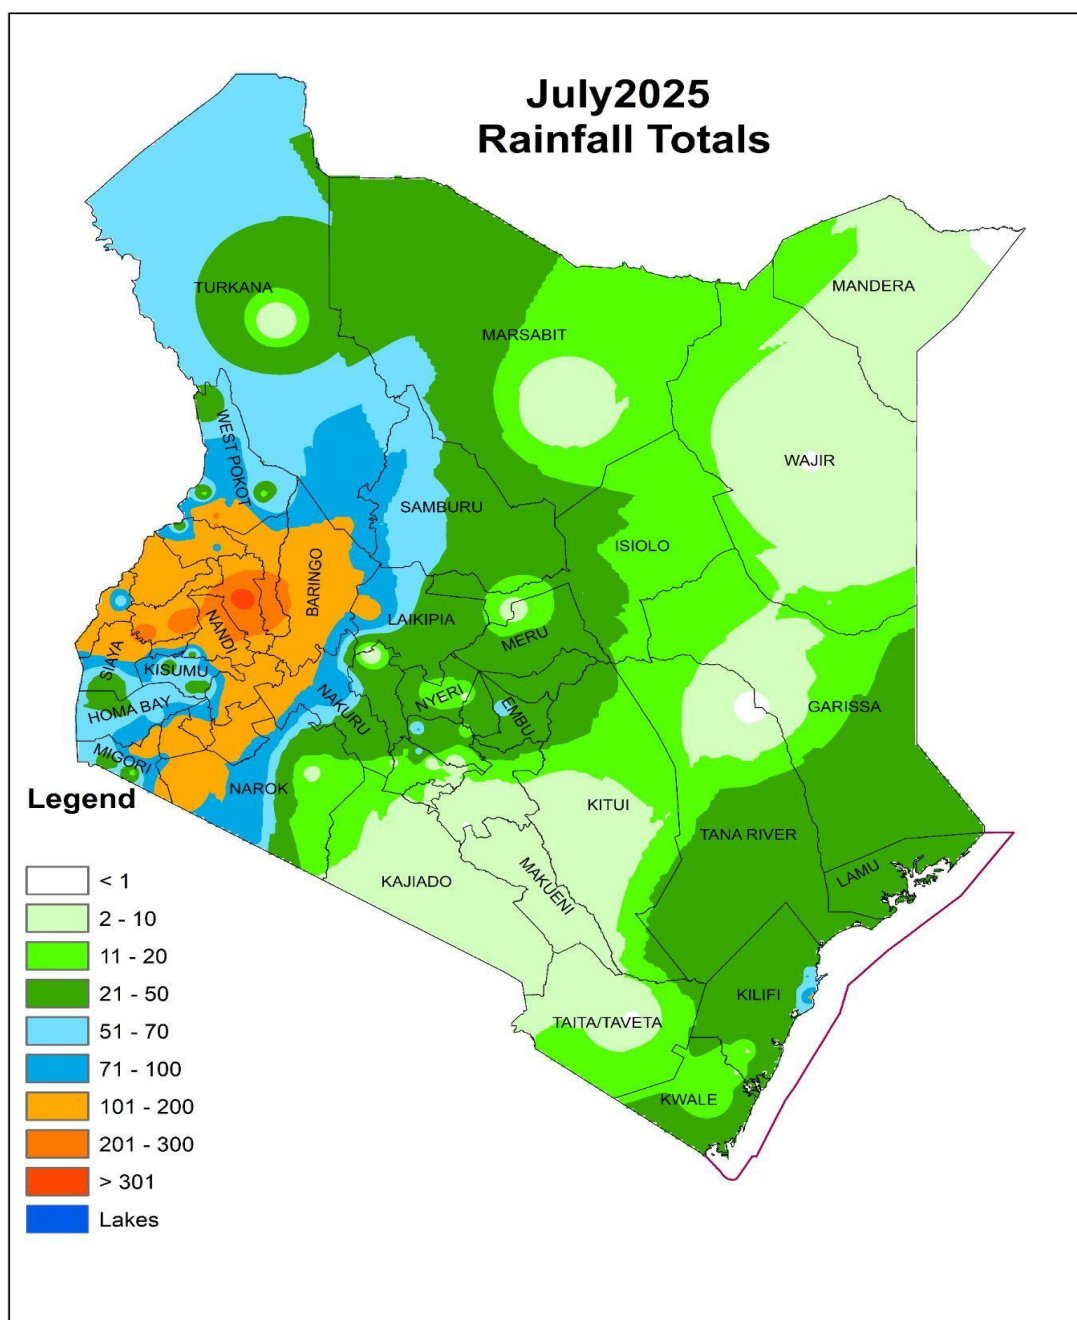 July2025
Rainfall Totals
TURKANA
MANDERA
MARSABIT
WEST POKOT
WAJIR
SAMBURU
ISIOLO
BARINGO
LAIKIPIA
NANDI
MERU
SIAYA
KISUMU
NAKURU
NYERI
EMBU
HOMA BAY
GARISSA
MIGORI
NAROK
KITUI
TANA RIVER
LAMU
KAJIADO
MAKUENI
KILIFI
TAITA/TAVETA
KWALE
Legend
< 1
2 - 10
11 - 20
21 - 50
51 - 70
71 - 100
101 - 200
201 - 300
> 301
Lakes